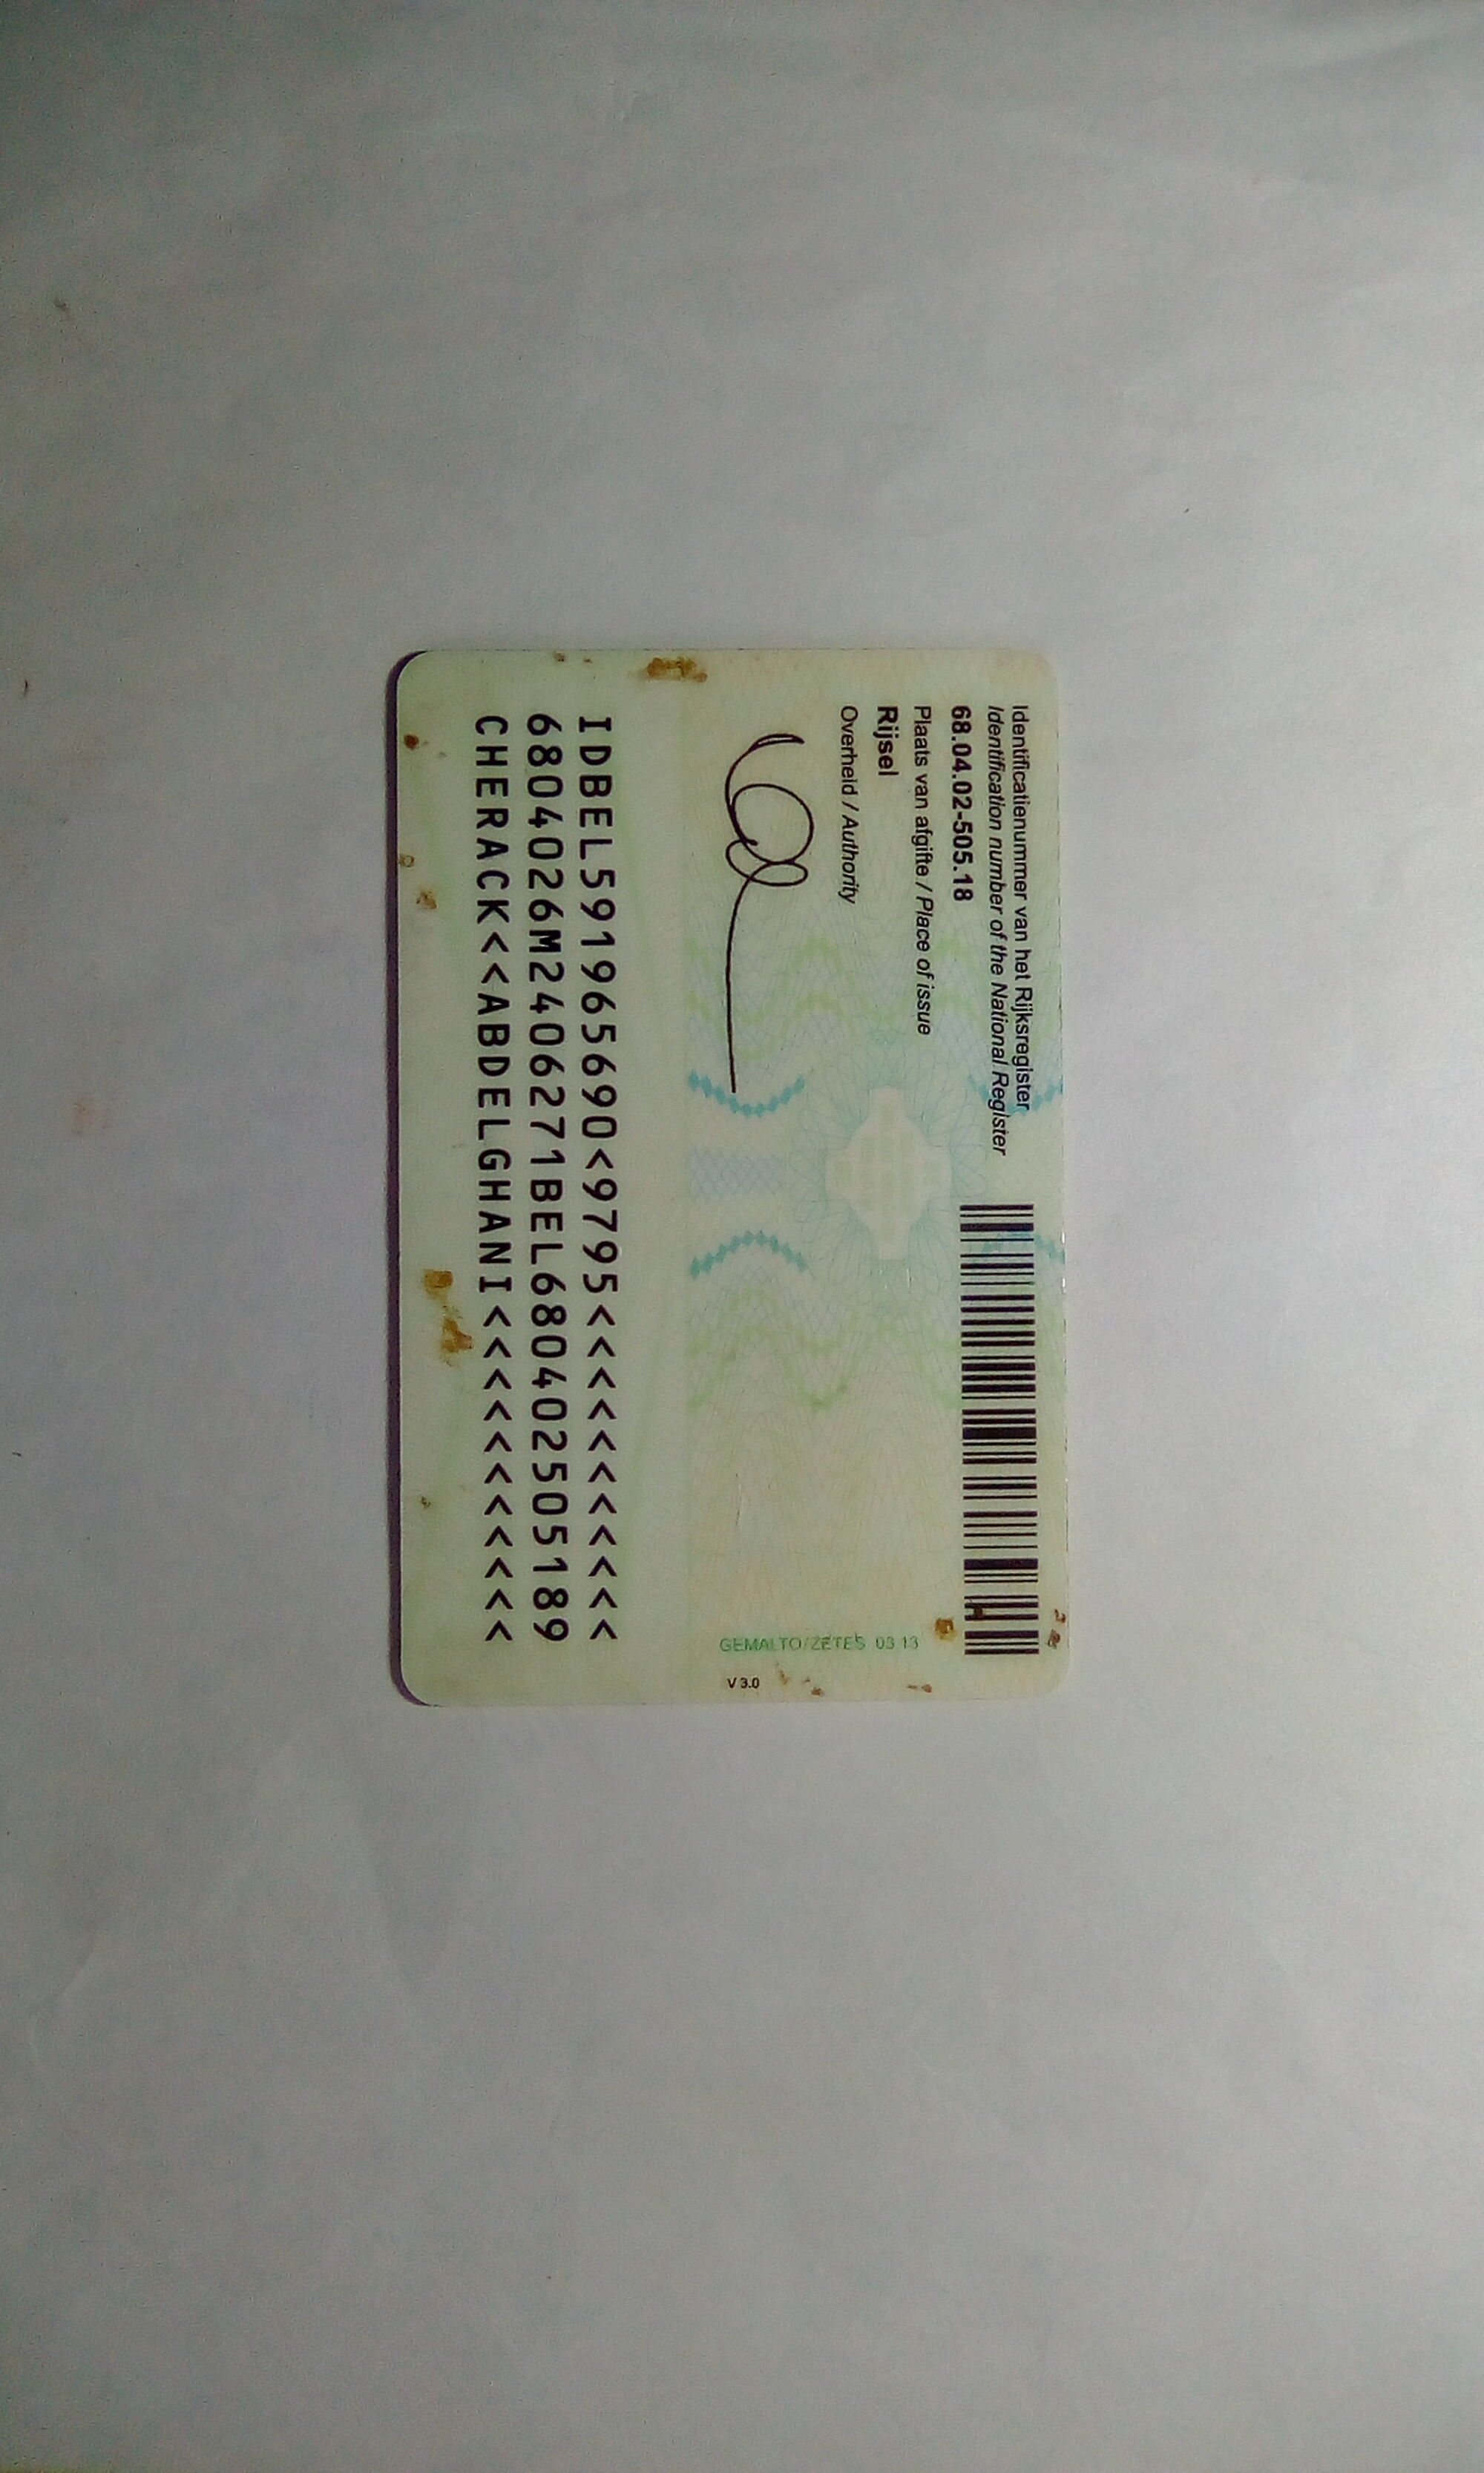 Identificatienummer van het Rijksregister
Identification number of the National Register
68.04.02-505.18
Plaats van afgifte / Place of issue
Rijsel
Overheid / Authority
GEMALTO/ZETES 03 13
V 3.0
IDBEL591965690<9795<<<<<<<<<<<
6804026M2406271BEL680402505189
CHERACK<<ABDELGHANI<<<<<<<<<<<